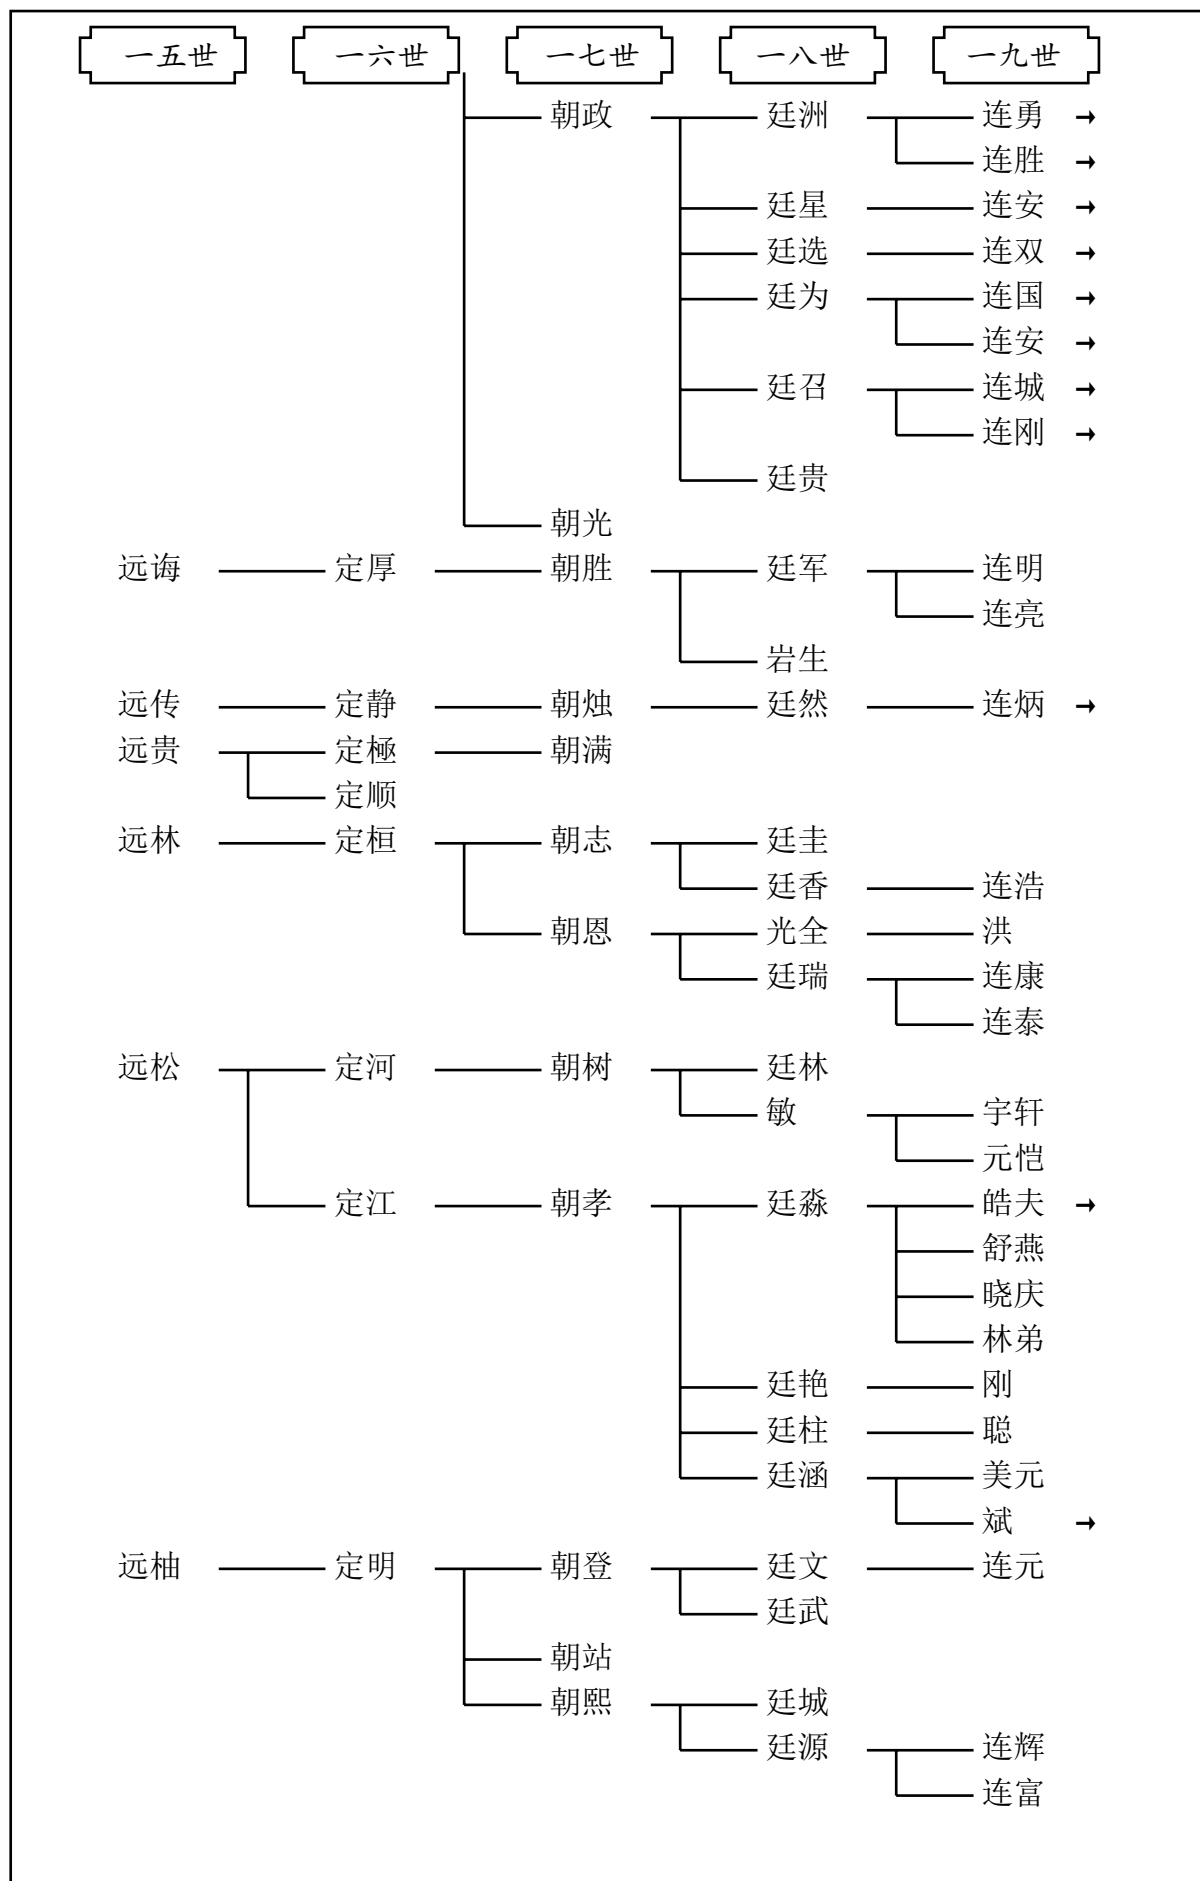 一五世 一六世 一七世 一八世 一九世
朝政 廷洲 连勇 →
连胜 →
廷星 连安 →
廷选 连双 →
廷为 连国 →
连安 →
廷召 连城 →
连刚 →
廷贵
朝光
远诲 定厚 朝胜 廷军 连明
连亮
岩生
远传 定静 朝烛 廷然 连炳 →
远贵 定極 朝满
定顺
远林 定桓 朝志 廷圭
廷香 连浩
朝恩 光全 洪
廷瑞 连康
连泰
远松 定河 朝树 廷林
敏 宇轩
元恺
定江 朝孝 廷淼 皓夫 →
舒燕
晓庆
林弟
廷艳 刚
廷柱 聪
廷涵 美元
斌 →
远柚 定明 朝登 廷文 连元
廷武
朝站
朝熙 廷城
廷源 连辉
连富